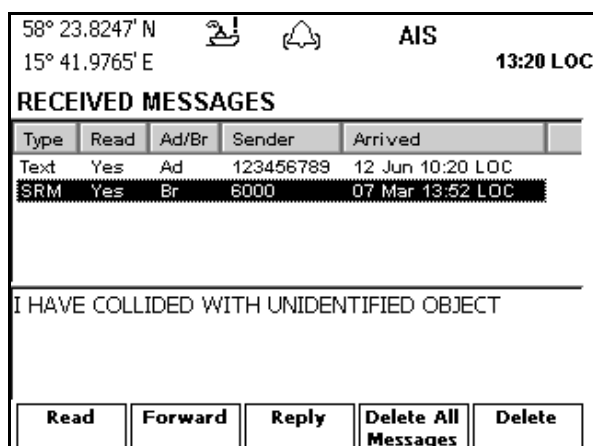 58° 23.8247' N AIS
15° 41.9765' E 13:20 LOC
RECEIVED MESSAGES
Type Read Ad/Br Sender Arrived
Text Yes Ad 123456789 12 Jun 10:20 LOC
SRM Yes Br 6000 07 Mar 13:52 LOC
I HAVE COLLIDED WITH UNIDENTIFIED OBJECT
Read Forward Reply Delete All Messages Delete